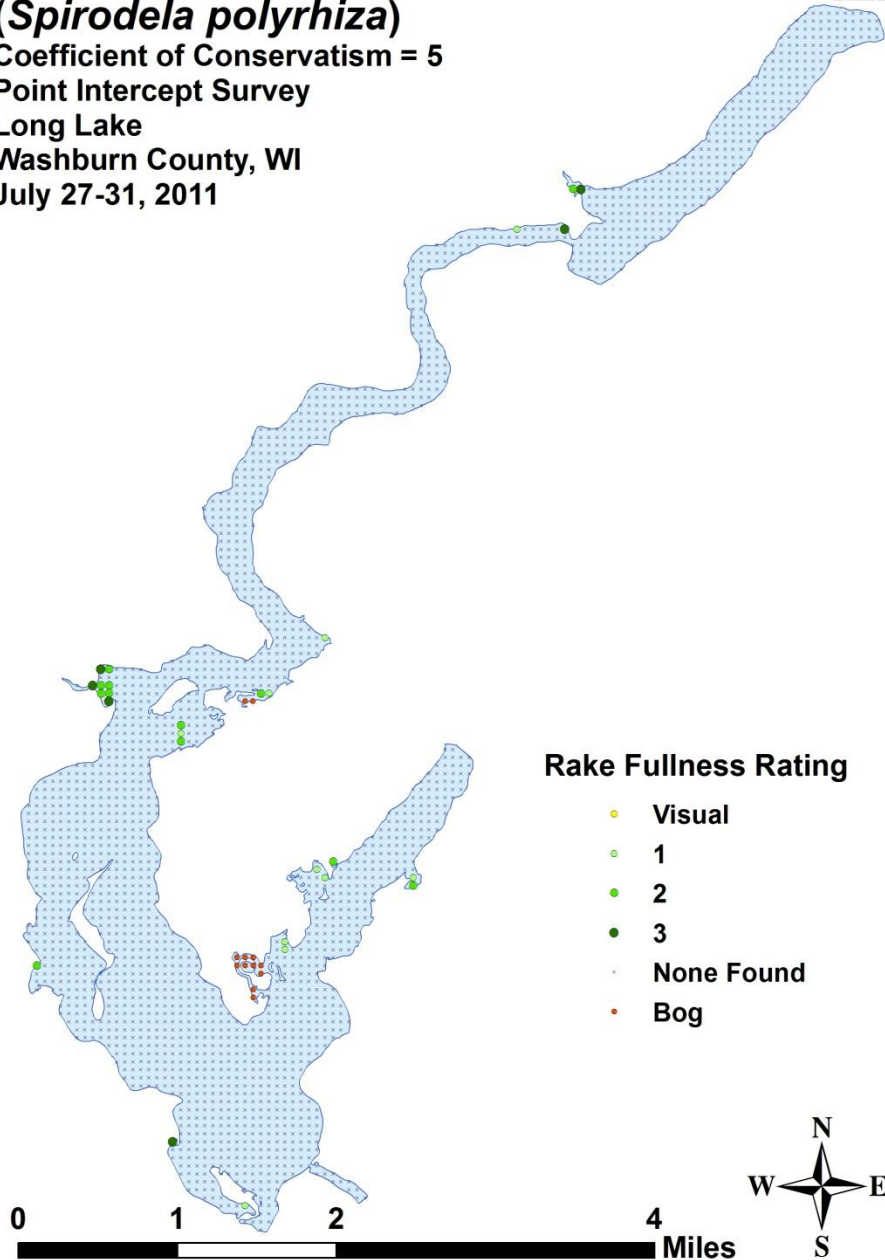 (Spirodela polyrhiza)
Coefficient of Conservatism = 5
Point Intercept Survey
Long Lake
Washburn County, WI
July 27-31, 2011
Rake Fullness Rating
Visual
1
2
3
None Found
Bog
N
W E
S
0 1 2 4
Miles